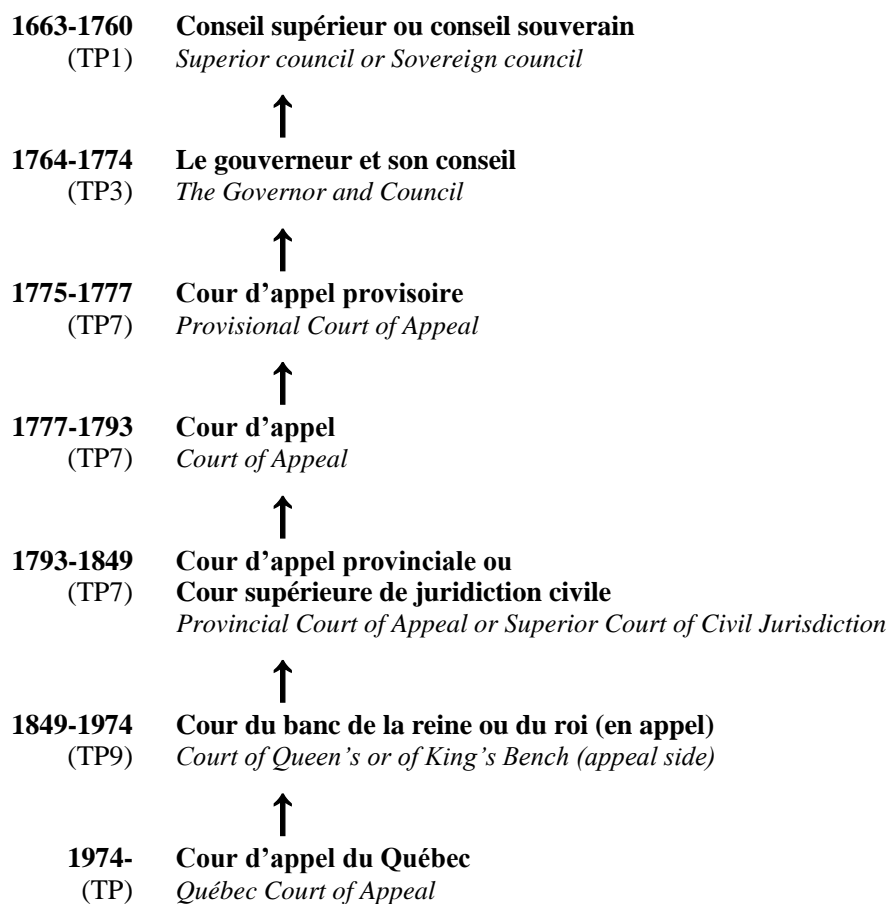 1663-1760 Conseil supérieur ou conseil souverain
(TP1) Superior council or Sovereign council
1764-1774 Le gouverneur et son conseil
(TP3) The Governor and Council
1775-1777 Cour d’appel provisoire
(TP7) Provisional Court of Appeal
1777-1793 Cour d’appel
(TP7) Court of Appeal
1793-1849 Cour d’appel provinciale ou
(TP7) Cour supérieure de juridiction civile
Provincial Court of Appeal or Superior Court of Civil Jurisdiction
1849-1974 Cour du banc de la reine ou du roi (en appel)
(TP9) Court of Queen’s or of King’s Bench (appeal side)
1974- Cour d’appel du Québec
(TP) Québec Court of Appeal